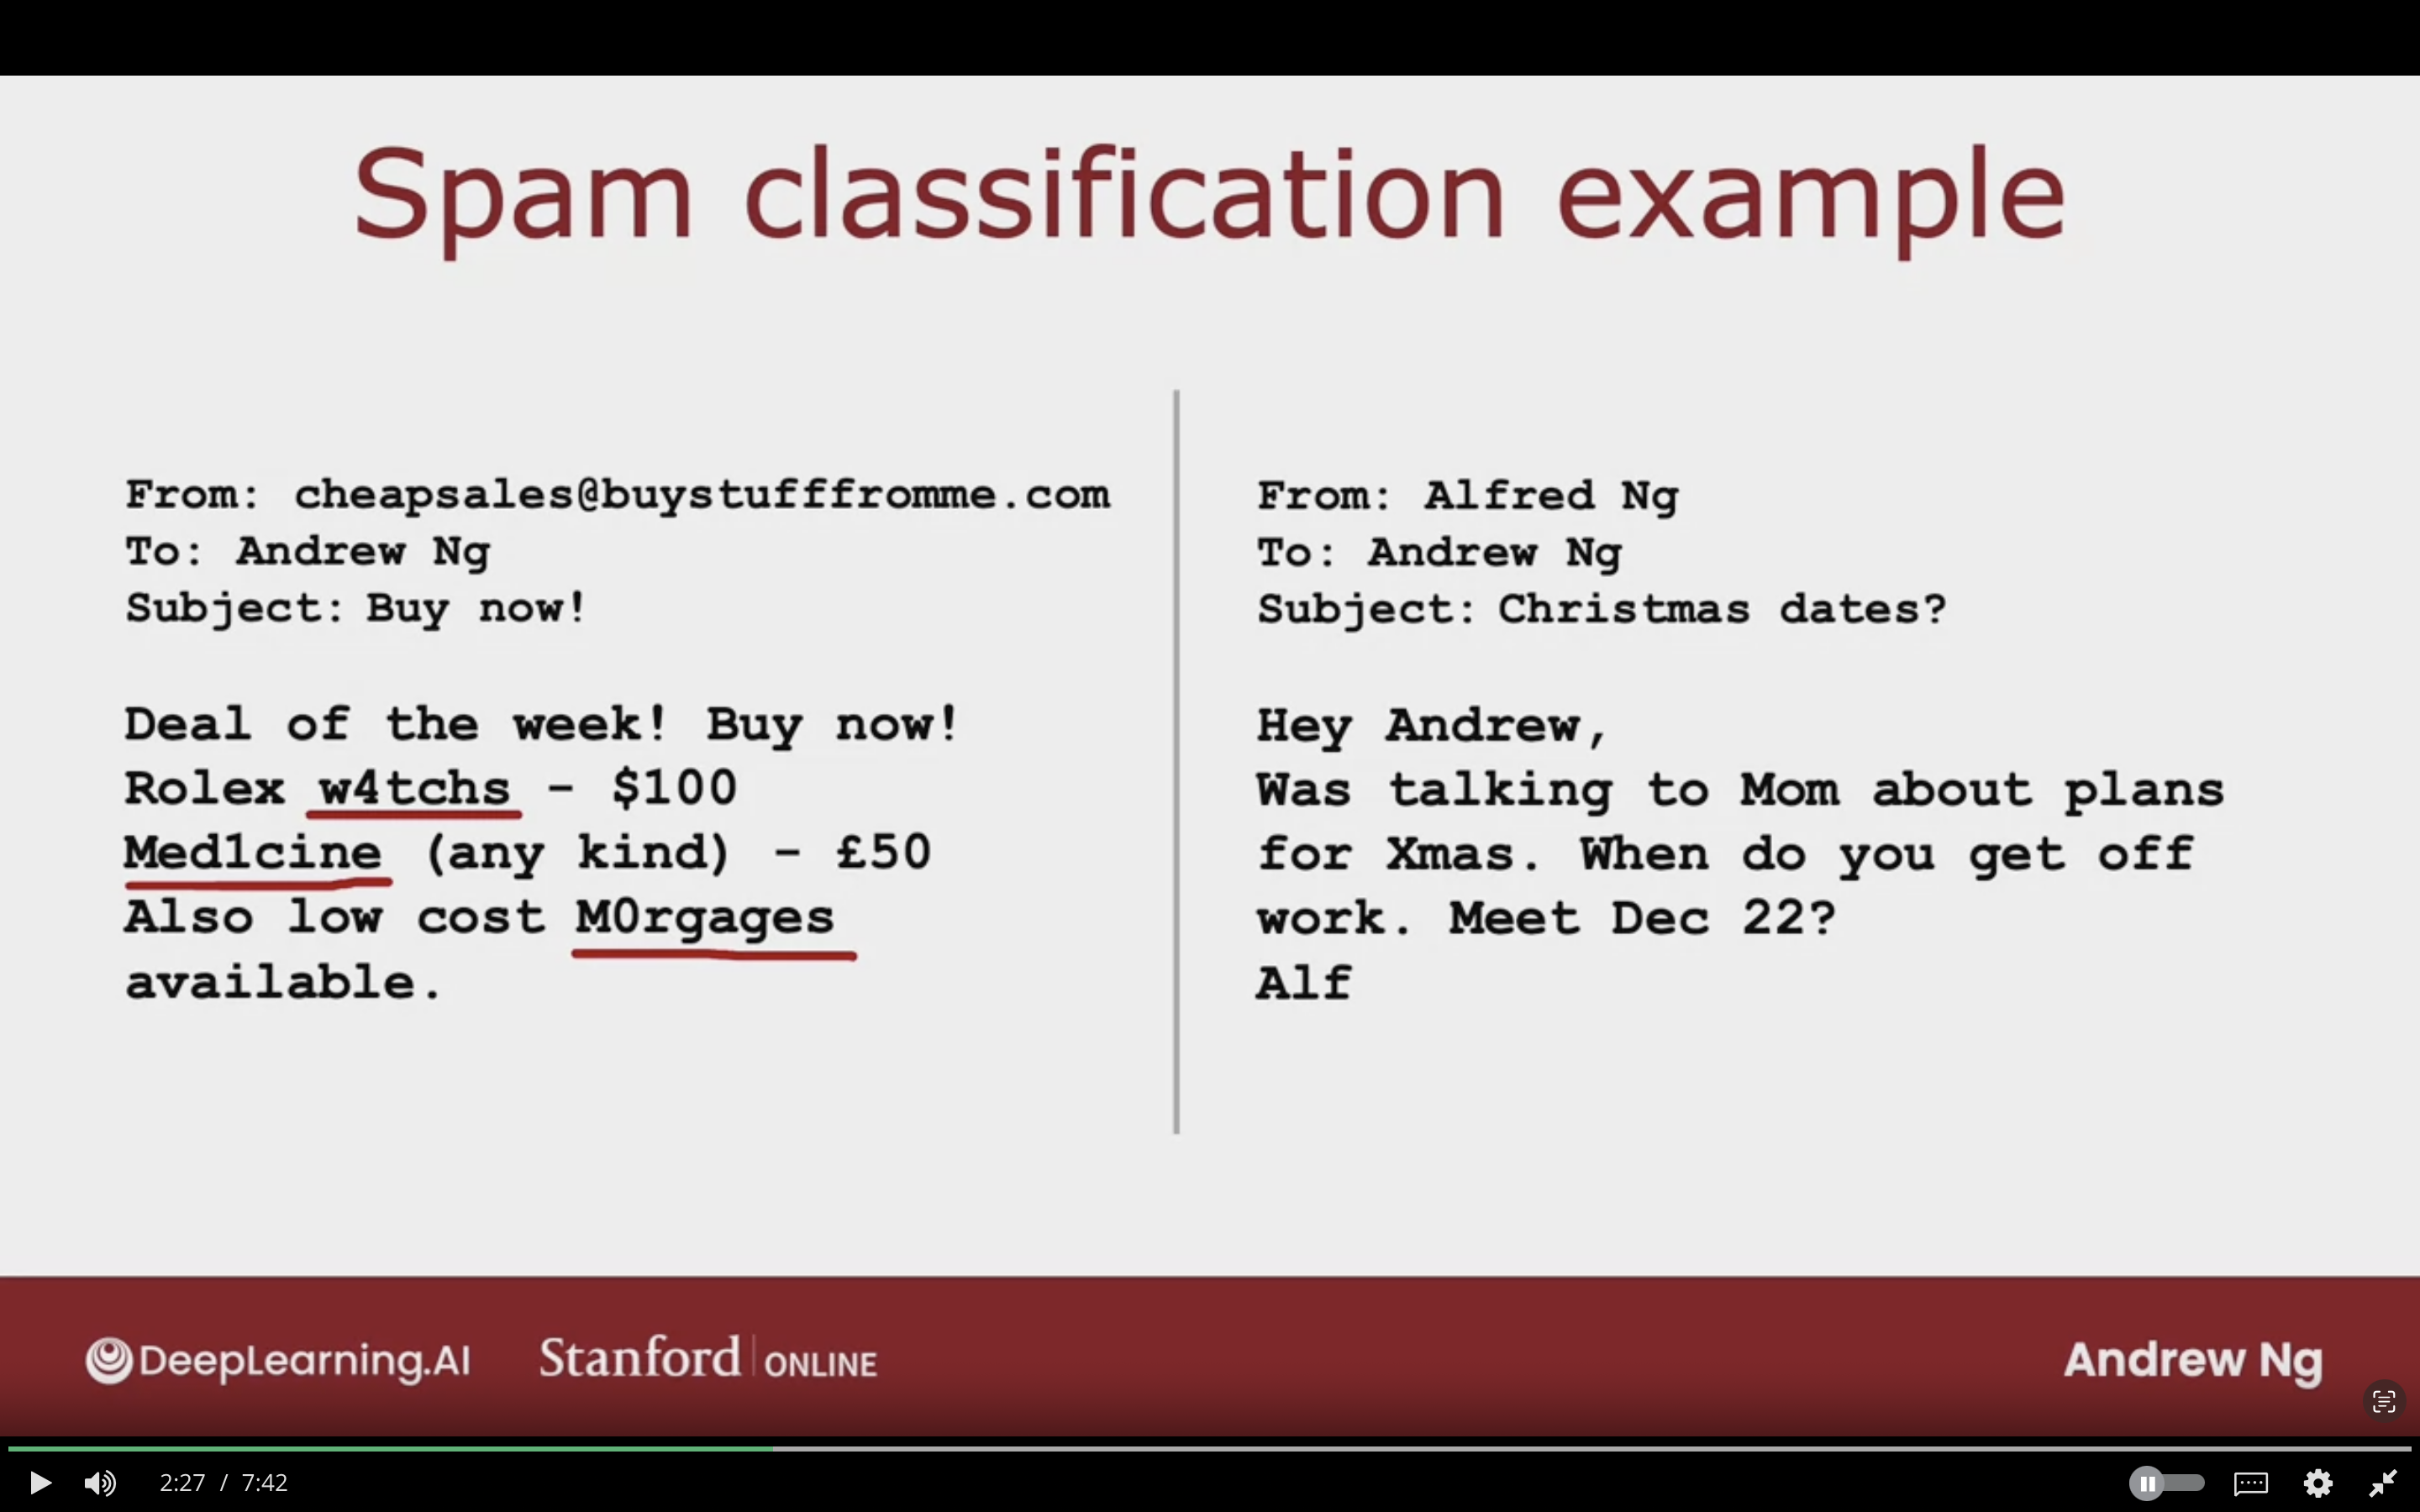 Spam classification example
From: cheapsales@buystufffromme.com
To: Andrew Ng
Subject: Buy now!
Deal of the week! Buy now!
Rolex w4tchs - $100
Med1cine (any kind) - £50
Also low cost M0rgages
available.
From: Alfred Ng
To: Andrew Ng
Subject: Christmas dates?
Hey Andrew,
Was talking to Mom about plans
for Xmas. When do you get off
work. Meet Dec 22?
Alf
DeepLearning.AI
Stanford ONLINE
Andrew Ng
2:27 / 7:42